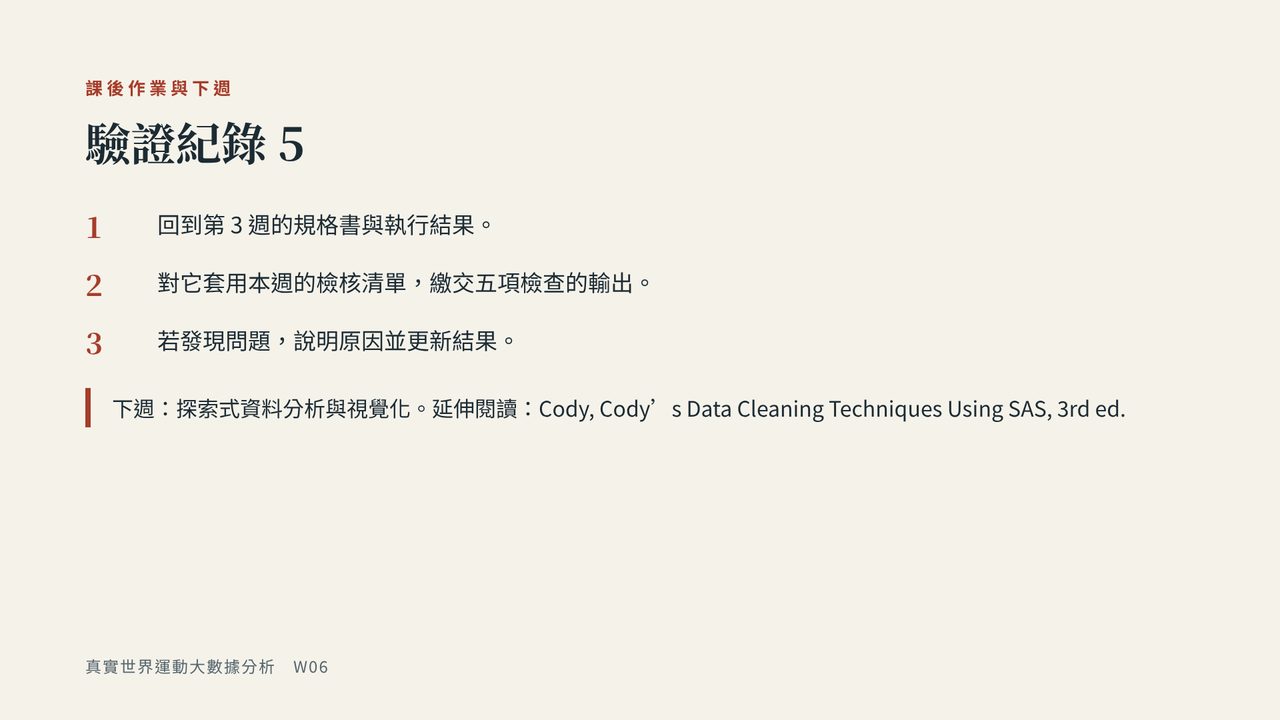 課後作業與下週
驗證紀錄 5
1 回到第 3 週的規格書與執行結果。
2 對它套用本週的檢核清單，繳交五項檢查的輸出。
3 若發現問題，說明原因並更新結果。
下週：探索式資料分析與視覺化。延伸閱讀：Cody, Cody’s Data Cleaning Techniques Using SAS, 3rd ed.
真實世界運動大數據分析 W06